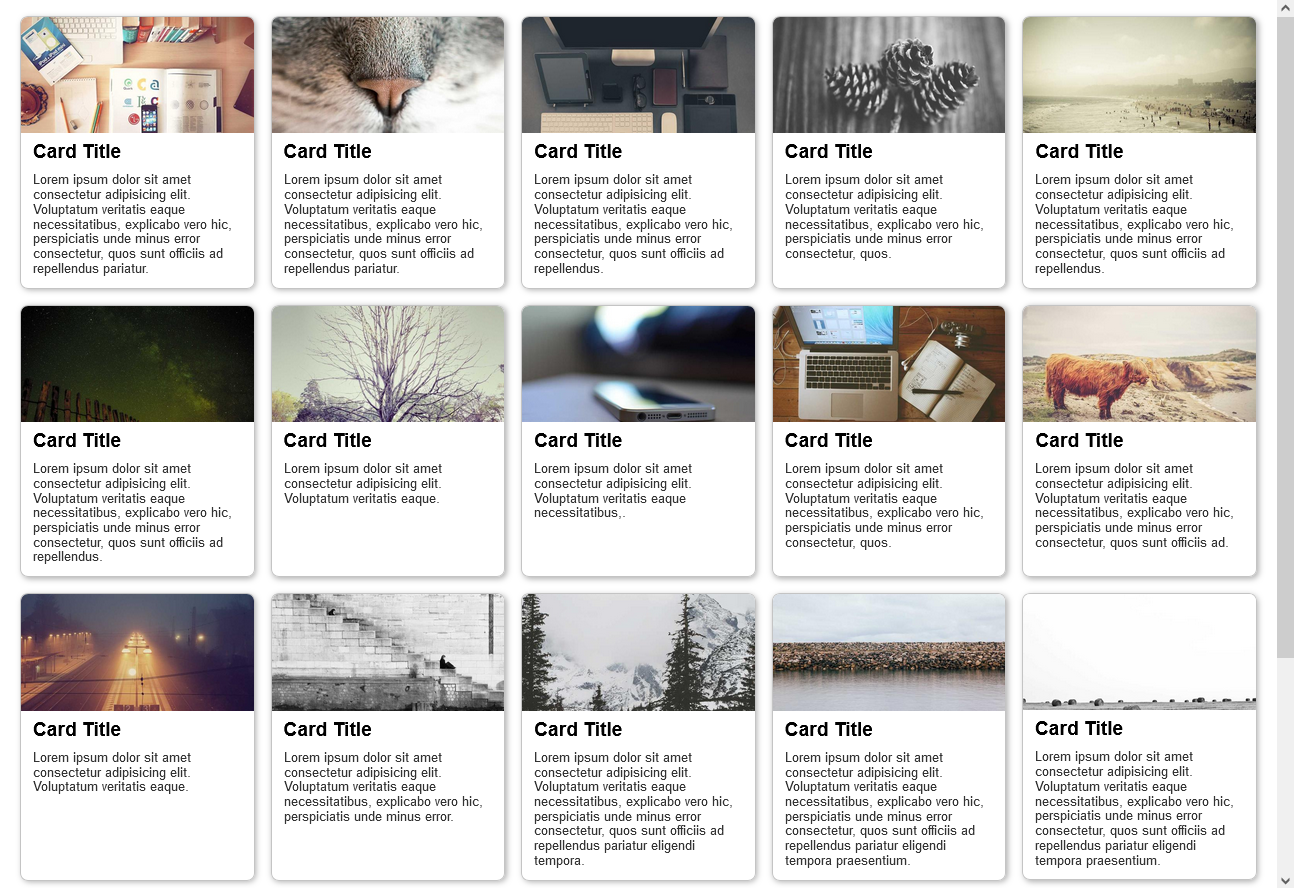 Card Title
Lorem ipsum dolor sit amet
consectetur adipisicing elit.
Voluptatum veritatis eaque
necessitatibus, explicabo vero hic,
perspiciatis unde minus error
consectetur, quos sunt officiis ad
repellendus pariatur.
Card Title
Lorem ipsum dolor sit amet
consectetur adipisicing elit.
Voluptatum veritatis eaque
necessitatibus, explicabo vero hic,
perspiciatis unde minus error
consectetur, quos sunt officiis ad
repellendus pariatur.
Card Title
Lorem ipsum dolor sit amet
consectetur adipisicing elit.
Voluptatum veritatis eaque
necessitatibus, explicabo vero hic,
perspiciatis unde minus error
consectetur, quos sunt officiis ad
repellendus.
Card Title
Lorem ipsum dolor sit amet
consectetur adipisicing elit.
Voluptatum veritatis eaque
necessitatibus, explicabo vero hic,
perspiciatis unde minus error
consectetur, quos.
Card Title
Lorem ipsum dolor sit amet
consectetur adipisicing elit.
Voluptatum veritatis eaque
necessitatibus, explicabo vero hic,
perspiciatis unde minus error
consectetur, quos sunt officiis ad
repellendus.
Card Title
Lorem ipsum dolor sit amet
consectetur adipisicing elit.
Voluptatum veritatis eaque
necessitatibus, explicabo vero hic,
perspiciatis unde minus error
consectetur, quos sunt officiis ad
repellendus.
Card Title
Lorem ipsum dolor sit amet
consectetur adipisicing elit.
Voluptatum veritatis eaque.
Card Title
Lorem ipsum dolor sit amet
consectetur adipisicing elit.
Voluptatum veritatis eaque
necessitatibus,.
Card Title
Lorem ipsum dolor sit amet
consectetur adipisicing elit.
Voluptatum veritatis eaque
necessitatibus, explicabo vero hic,
perspiciatis unde minus error
consectetur, quos.
Card Title
Lorem ipsum dolor sit amet
consectetur adipisicing elit.
Voluptatum veritatis eaque
necessitatibus, explicabo vero hic,
perspiciatis unde minus error
consectetur, quos sunt officiis ad.
Card Title
Lorem ipsum dolor sit amet
consectetur adipisicing elit.
Voluptatum veritatis eaque.
Card Title
Lorem ipsum dolor sit amet
consectetur adipisicing elit.
Voluptatum veritatis eaque
necessitatibus, explicabo vero hic,
perspiciatis unde minus error.
Card Title
Lorem ipsum dolor sit amet
consectetur adipisicing elit.
Voluptatum veritatis eaque
necessitatibus, explicabo vero hic,
perspiciatis unde minus error
consectetur, quos sunt officiis ad
repellendus pariatur eligendi
tempora.
Card Title
Lorem ipsum dolor sit amet
consectetur adipisicing elit.
Voluptatum veritatis eaque
necessitatibus, explicabo vero hic,
perspiciatis unde minus error
consectetur, quos sunt officiis ad
repellendus pariatur eligendi
tempora praesentium.
Card Title
Lorem ipsum dolor sit amet
consectetur adipisicing elit.
Voluptatum veritatis eaque
necessitatibus, explicabo vero hic,
perspiciatis unde minus error
consectetur, quos sunt officiis ad
repellendus pariatur eligendi
tempora praesentium.